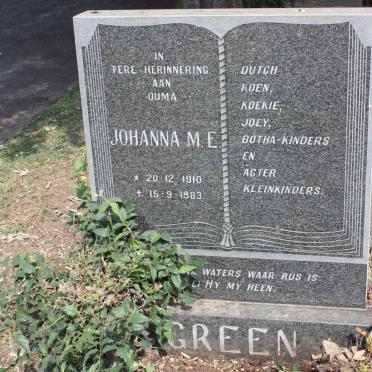 IN
TERE HERINNERING
AAN
OUMA
JOHANNA M.E.
* 20-12-1910
† 15-9-1983
DUTCH
KOEN,
KOEKIE,
JOEY,
BOTHA-KINDERS
EN
AGTER
KLEINKINDERS.
WATERS WAAR RUS IS
HY MY HEEN.
GREEN